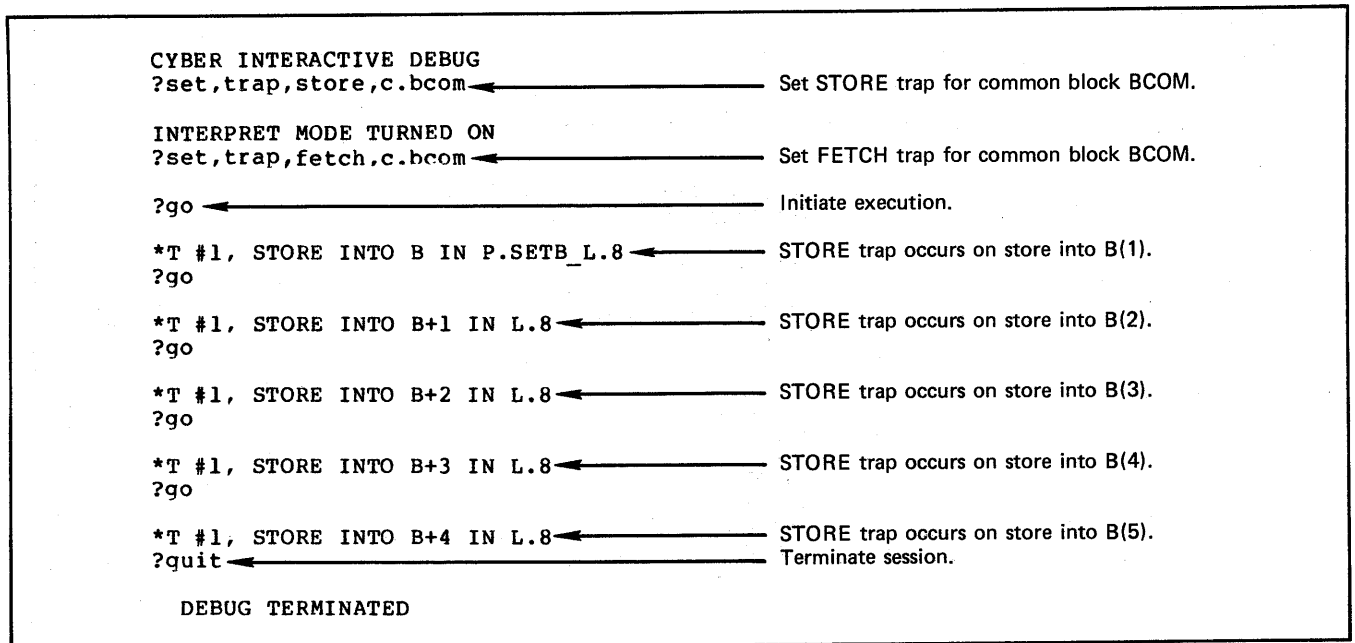 CYBER INTERACTIVE DEBUG
?set,trap,store,c.bcom Set STORE trap for common block BCOM.
INTERPRET MODE TURNED ON
?set,trap,fetch,c.bcom Set FETCH trap for common block BCOM.
?go Initiate execution.
*T #1, STORE INTO B IN P.SETB_L.8 STORE trap occurs on store into B(1).
?go
*T #1, STORE INTO B+1 IN L.8 STORE trap occurs on store into B(2).
?go
*T #1, STORE INTO B+2 IN L.8 STORE trap occurs on store into B(3).
?go
*T #1, STORE INTO B+3 IN L.8 STORE trap occurs on store into B(4).
?go
*T #1, STORE INTO B+4 IN L.8 STORE trap occurs on store into B(5).
?quit Terminate session.
DEBUG TERMINATED